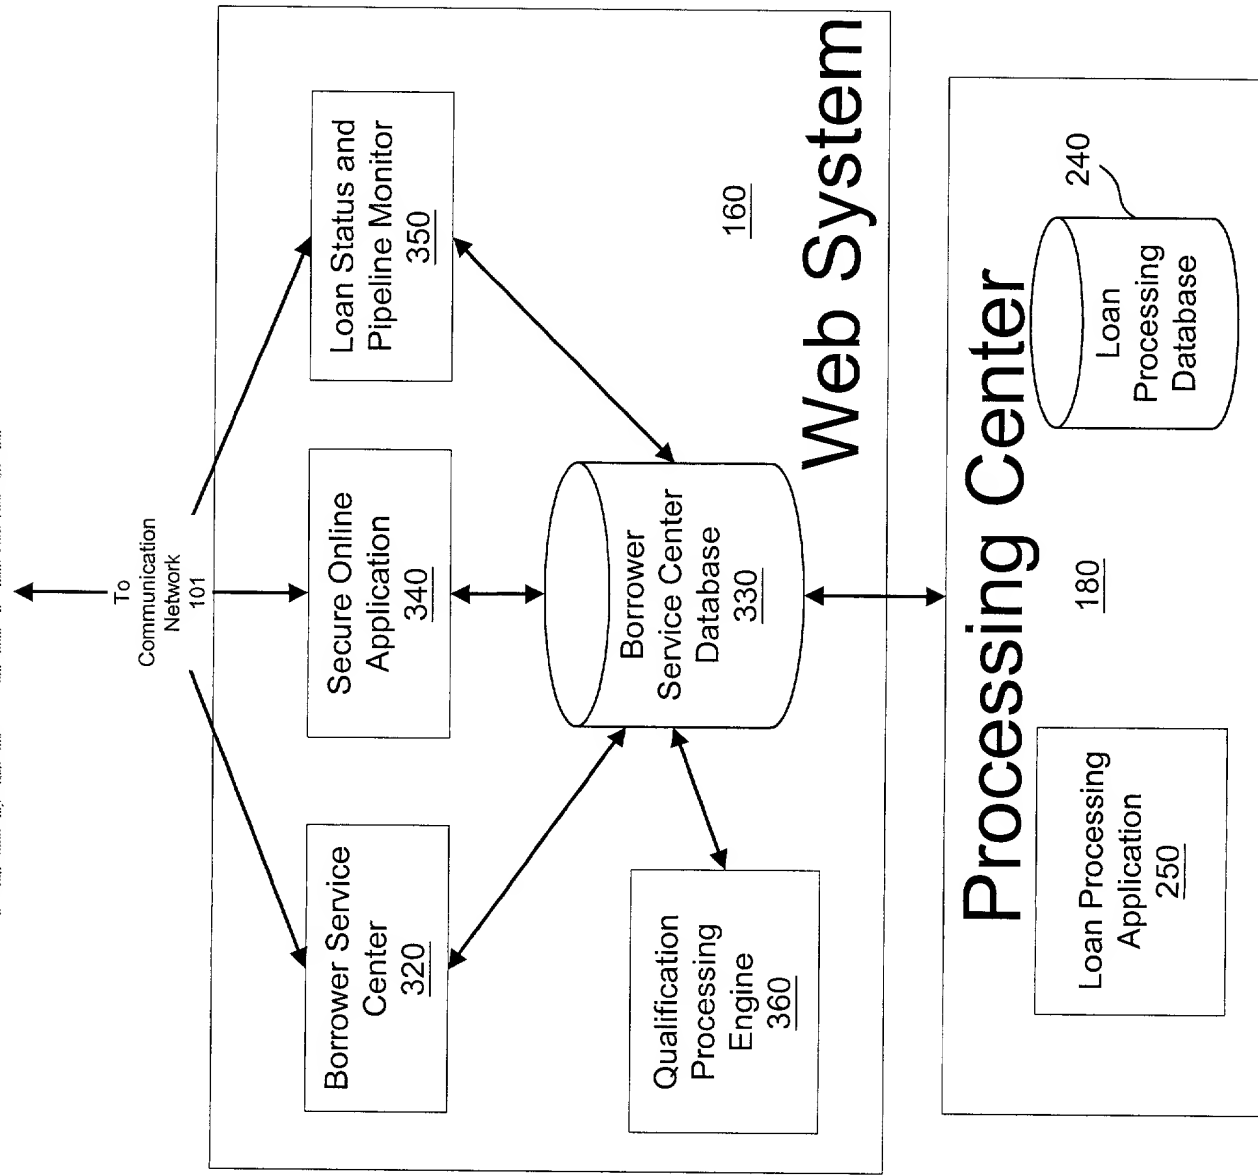 To
Communication
Network
101
Borrower Service
Center
320
Secure Online
Application
340
Loan Status and
Pipeline Monitor
350
Borrower
Service Center
Database
330
Qualification
Processing
Engine
360
160
Web System
Processing Center
180
Loan Processing
Application
250
Loan
Processing
Database
240